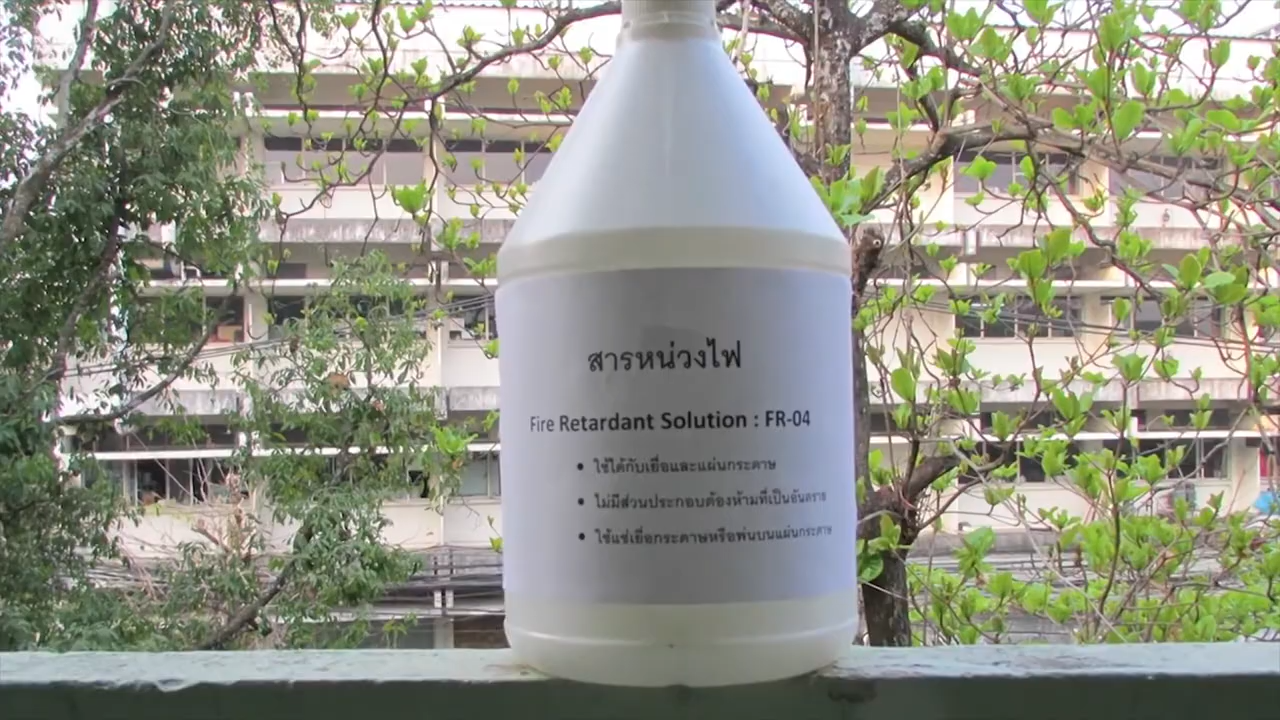 สารหน่วงไฟ
Fire Retardant Solution : FR-04
• ใช้ได้กับเยื่อและแผ่นกระดาษ
• ไม่มีส่วนประกอบต้องห้ามที่เป็นอันตราย
• ใช้แช่เยื่อกระดาษหรือพ่นบนแผ่นกระดาษ